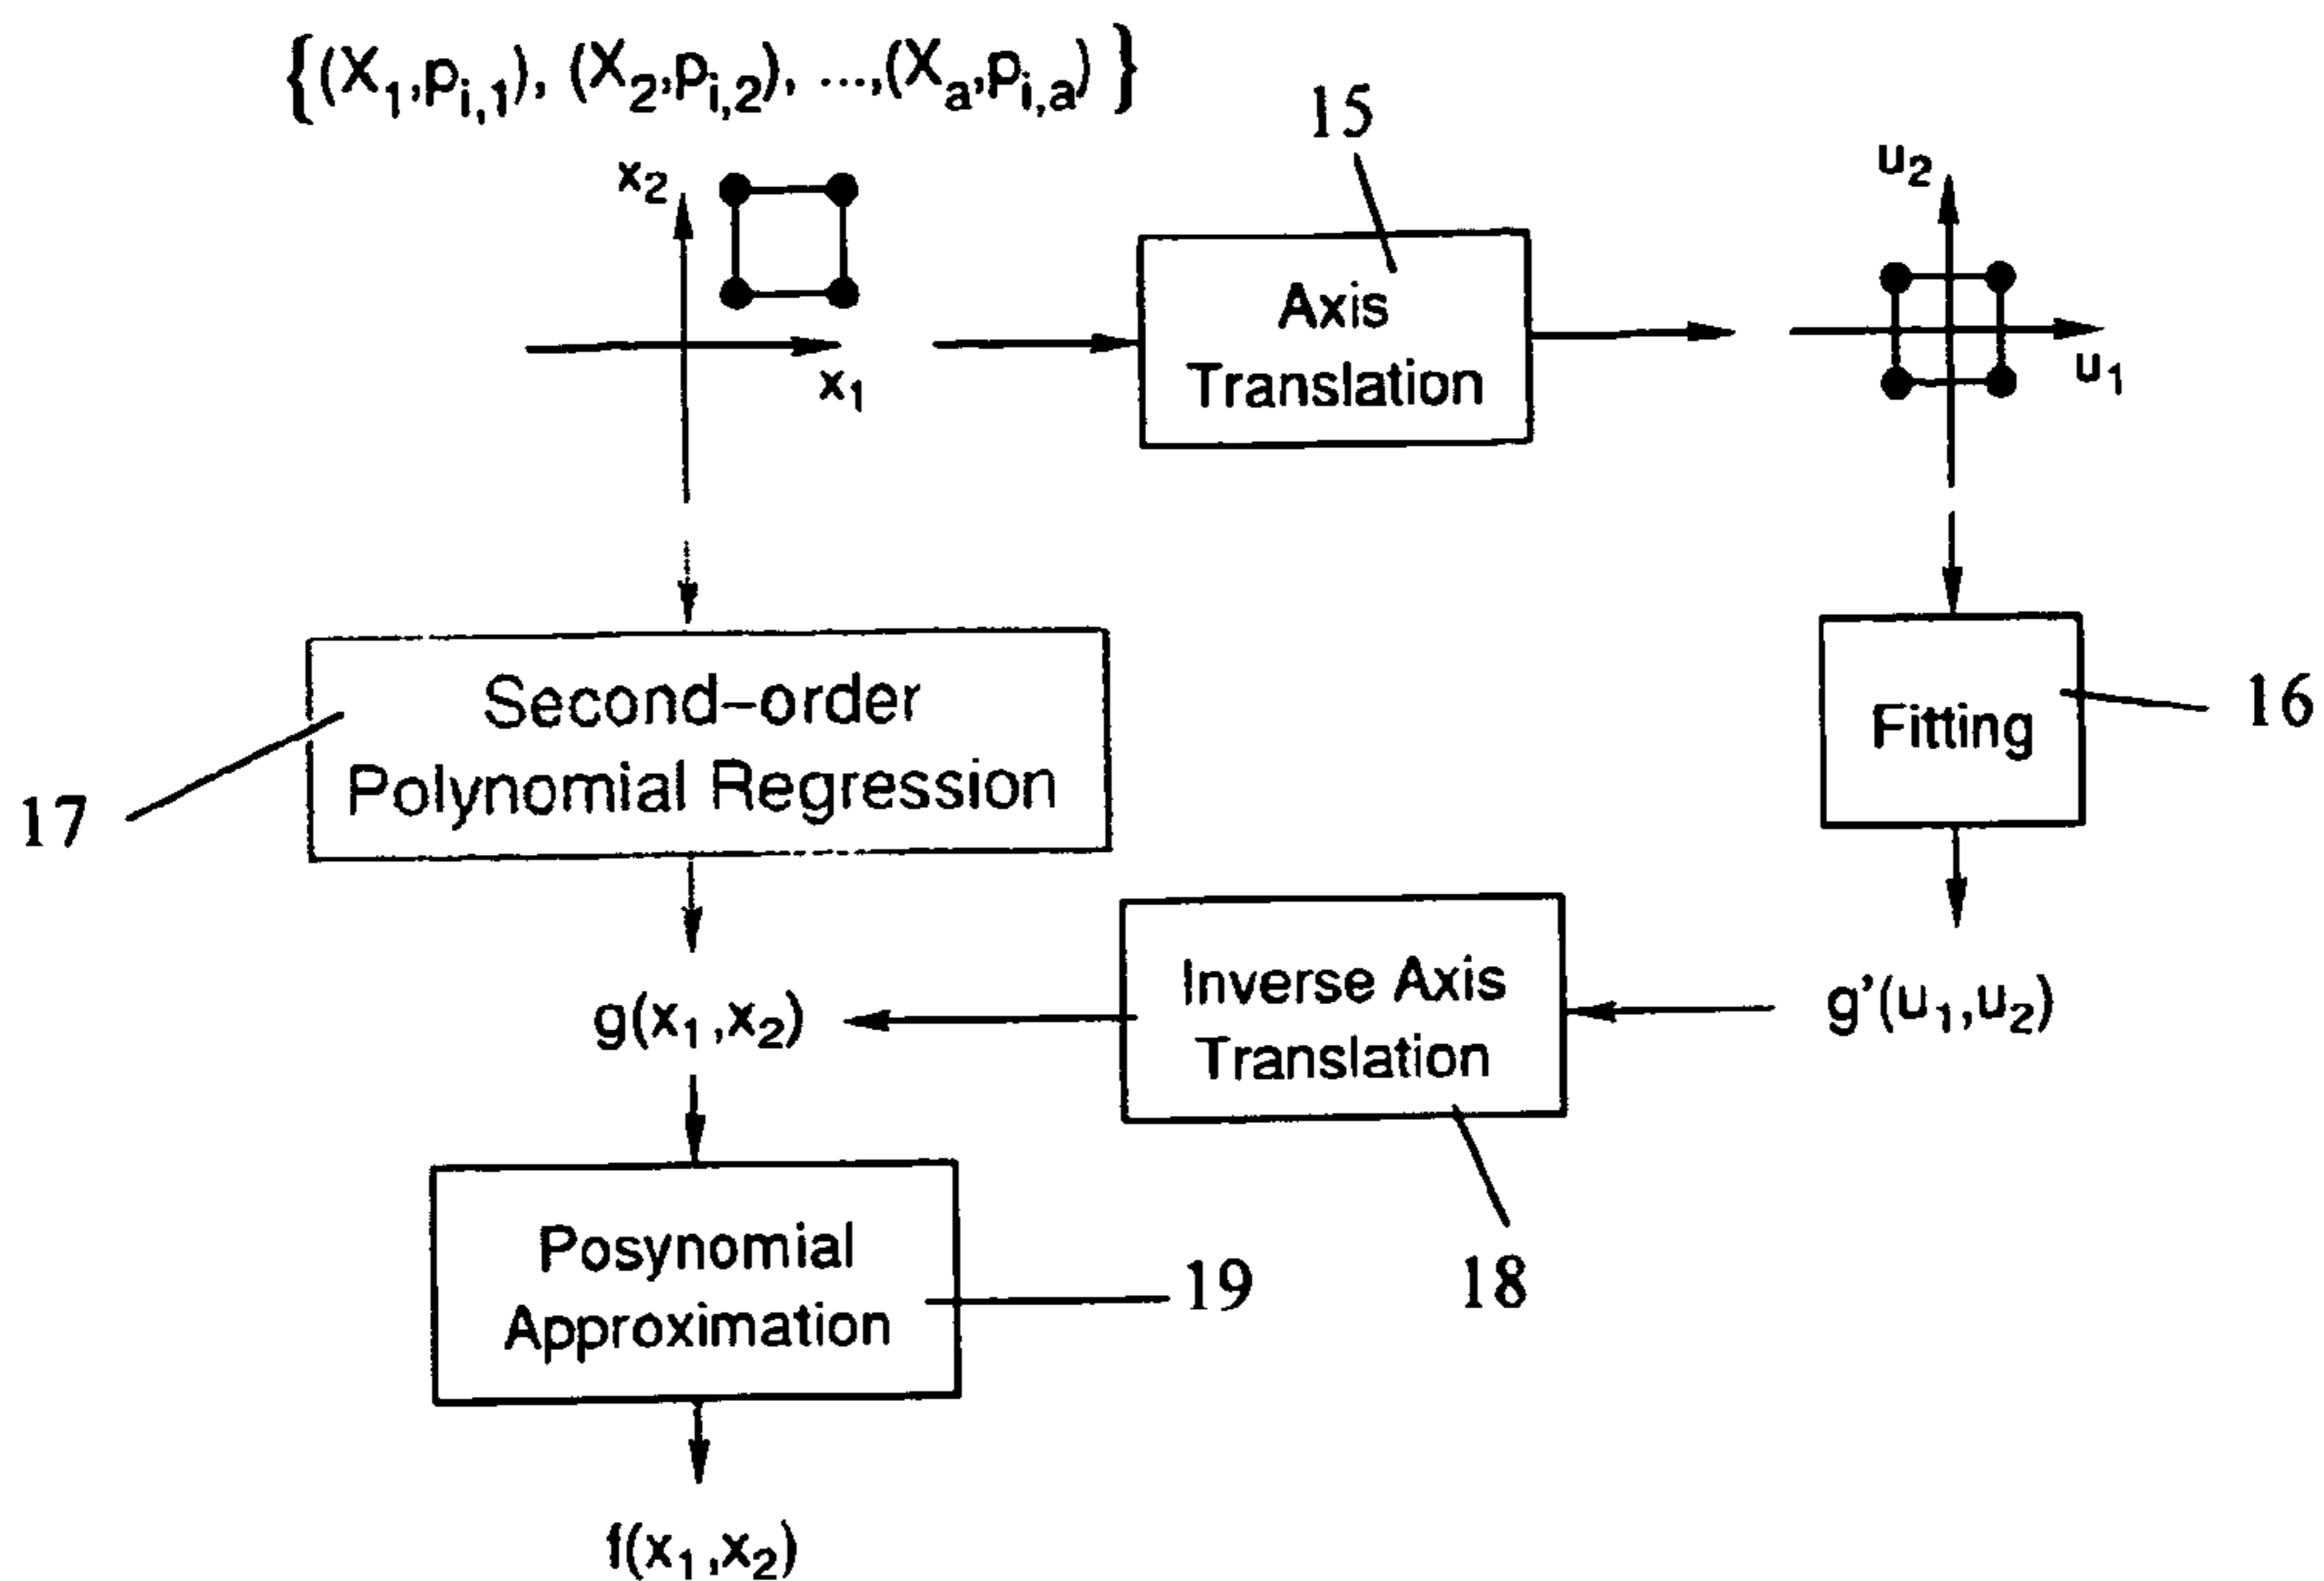 {(X1,pi,1), (X2,pi,2), ...,(Xa,pi,a)}
15
x2
u2
Axis
Translation
x1
u1
Second-order
Polynomial Regression
17
Fitting
16
Inverse Axis
Translation
g(x1,x2)
g'(u1,u2)
Posynomial
Approximation
19
18
f(x1,x2)